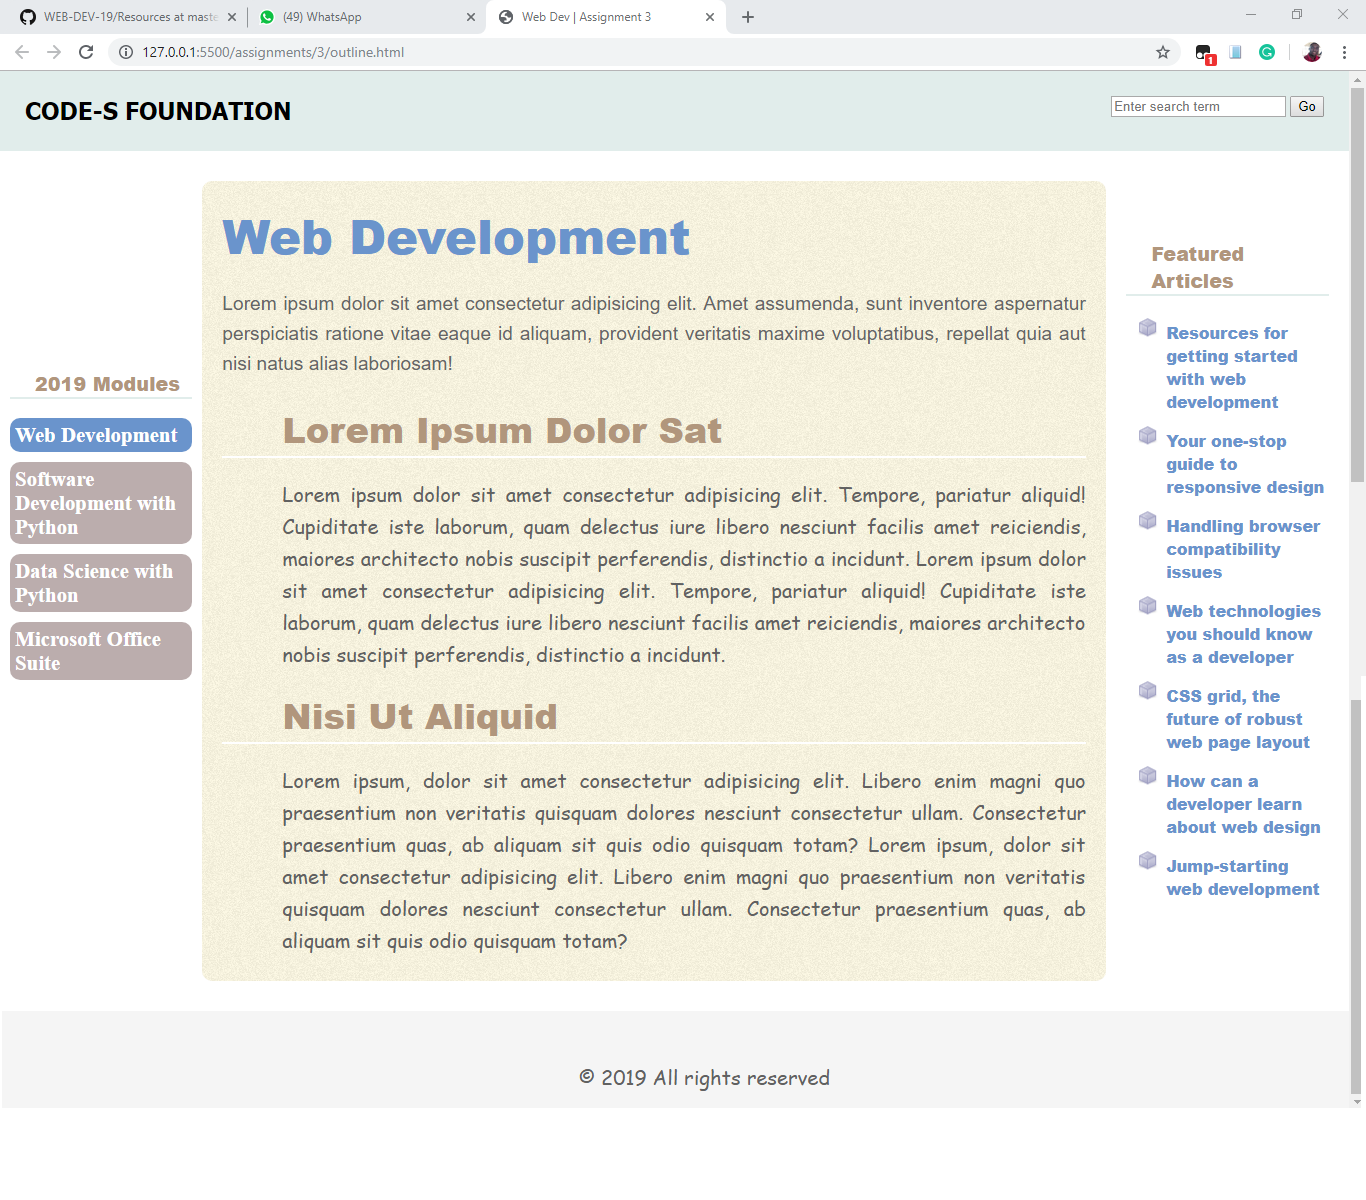 WEB-DEV-19/Resources at maste
(49) WhatsApp
Web Dev | Assignment 3
127.0.0.1:5500/assignments/3/outline.html
1
CODE-S FOUNDATION
Enter search term
Go
2019 Modules
Web Development
Software
Development with
Python
Data Science with
Python
Microsoft Office
Suite
Web Development
Lorem ipsum dolor sit amet consectetur adipisicing elit. Amet assumenda, sunt inventore aspernatur
perspiciatis ratione vitae eaque id aliquam, provident veritatis maxime voluptatibus, repellat quia aut
nisi natus alias laboriosam!
Lorem Ipsum Dolor Sat
Lorem ipsum dolor sit amet consectetur adipisicing elit. Tempore, pariatur aliquid!
Cupiditate iste laborum, quam delectus iure libero nesciunt facilis amet reiciendis,
maiores architecto nobis suscipit perferendis, distinctio a incidunt. Lorem ipsum dolor
sit amet consectetur adipisicing elit. Tempore, pariatur aliquid! Cupiditate iste
laborum, quam delectus iure libero nesciunt facilis amet reiciendis, maiores architecto
nobis suscipit perferendis, distinctio a incidunt.
Nisi Ut Aliquid
Lorem ipsum, dolor sit amet consectetur adipisicing elit. Libero enim magni quo
praesentium non veritatis quisquam dolores nesciunt consectetur ullam. Consectetur
praesentium quas, ab aliquam sit quis odio quisquam totam? Lorem ipsum, dolor sit
amet consectetur adipisicing elit. Libero enim magni quo praesentium non veritatis
quisquam dolores nesciunt consectetur ullam. Consectetur praesentium quas, ab
aliquam sit quis odio quisquam totam?
Featured
Articles
Resources for
getting started
with web
development
Your one-stop
guide to
responsive design
Handling browser
compatibility
issues
Web technologies
you should know
as a developer
CSS grid, the
future of robust
web page layout
How can a
developer learn
about web design
Jump-starting
web development
© 2019 All rights reserved